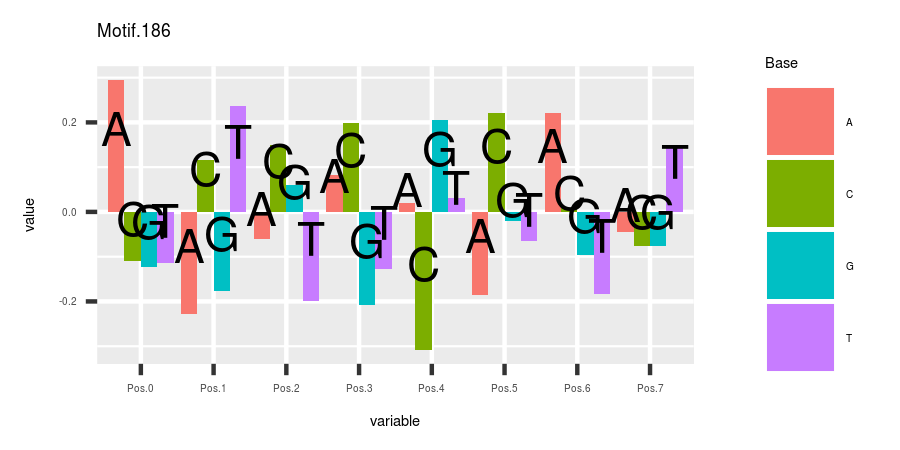 Motif.186
Base
value
0.2
0.0
-0.2
A C G T A C G T A C G T A C G T A C G T A C G T A C G T A C G T
Pos.0 Pos.1 Pos.2 Pos.3 Pos.4 Pos.5 Pos.6 Pos.7
variable
A
C
G
T